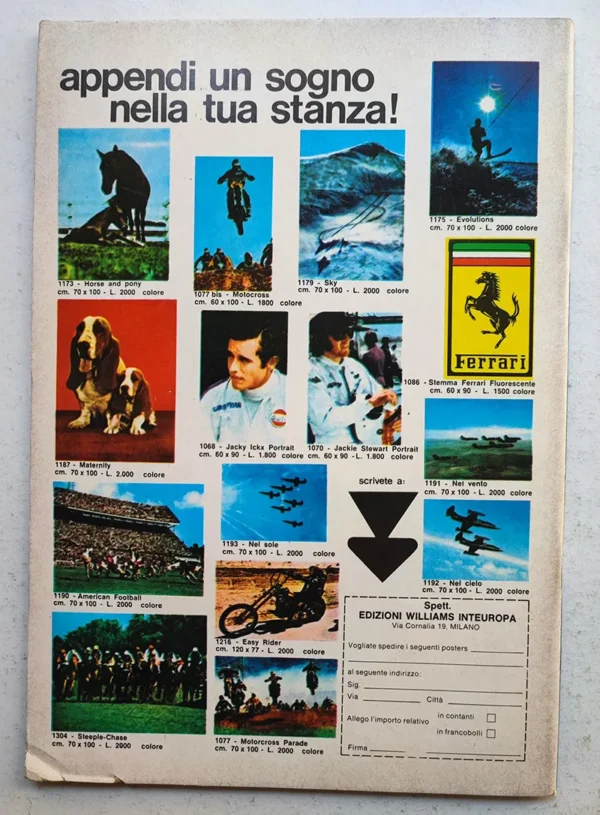 appendi un sogno
nella tua stanza!
1173 - Horse and pony
cm. 70 x 100 - L. 2000 colore
1077 bis - Motocross
cm. 60 x 100 - L. 1800 colore
1179 - Sky
cm. 70 x 100 - L. 2000 colore
1175 - Evolutions
cm. 70 x 100 - L. 2000 colore
Ferrari
1086 - Stemma Ferrari Fluorescente
cm. 60 x 90 - L. 1500 colore
1187 - Maternity
cm. 70 x 100 - L. 2.000 colore
1068 - Jacky Ickx Portrait
cm. 60 x 90 - L. 1.800 colore
1070 - Jackie Stewart Portrait
cm. 60 x 90 - L. 1.800 colore
1191 - Nel vento
cm. 70 x 100 - L. 2000 colore
1190 - American Football
cm. 70 x 100 - L. 2000 colore
1193 - Nel sole
cm. 70 x 100 - L. 2000 colore
scrivete a:
1192 - Nel cielo
cm. 70 x 100 - L. 2000 colore
1216 - Easy Rider
cm. 120 x 77 - L. 2000 colore
1304 - Steeple-Chase
cm. 70 x 100 - L. 2000 colore
1077 - Motorcross Parade
cm. 70 x 100 - L. 2000 colore
Spett.
EDIZIONI WILLIAMS INTEUROPA
Via Cornalia 19, MILANO
Vogliate spedire i seguenti posters
al seguente indirizzo:
Sig.
Via Città
Allego l'importo relativo in contanti
in francobolli
Firma